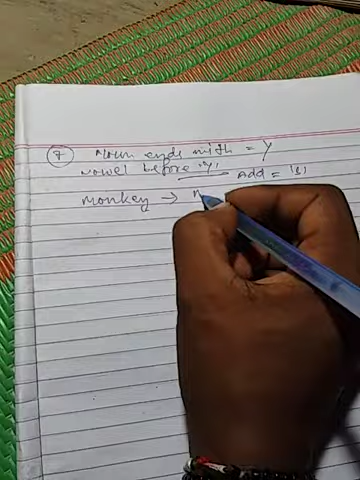 7 Noun ends with = y
vowel before 'y' Add = 's'
monkey → m